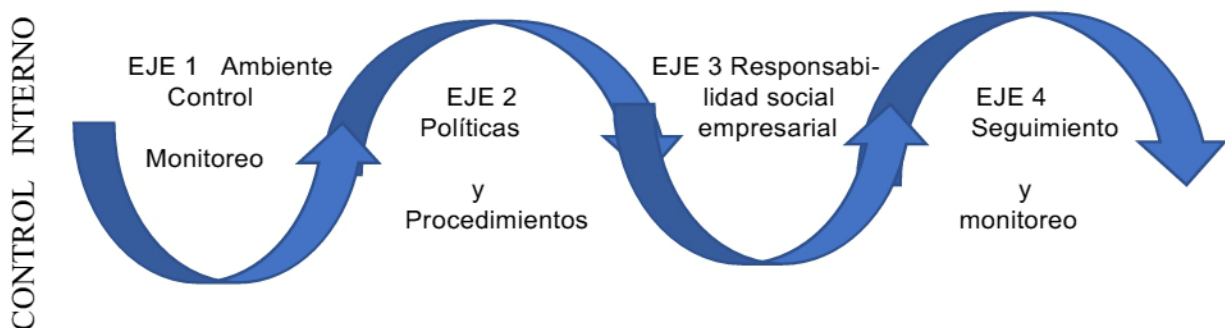 CONTROL INTERNO
EJE 1 Ambiente
Control
Monitoreo
EJE 2
Políticas
y
Procedimientos
EJE 3 Responsabi-
lidad social
empresarial
EJE 4
Seguimiento
y
monitoreo